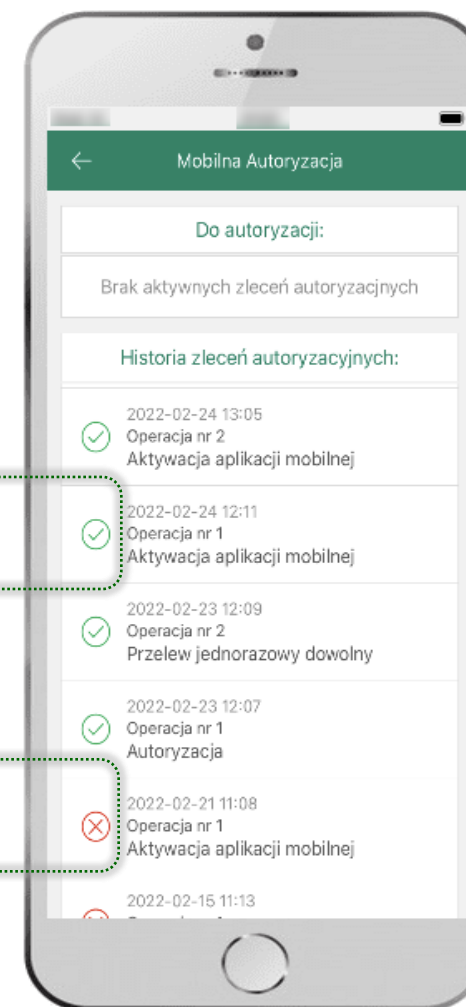 Mobilna Autoryzacja
Do autoryzacji:
Brak aktywnych zleceń autoryzacjnych
Historia zleceń autoryzacyjnych:
2022-02-24 13:05
Operacja nr 2
Aktywacja aplikacji mobilnej
2022-02-24 12:11
Operacja nr 1
Aktywacja aplikacji mobilnej
2022-02-23 12:09
Operacja nr 2
Przelew jednorazowy dowolny
2022-02-23 12:07
Operacja nr 1
Autoryzacja
2022-02-21 11:08
Operacja nr 1
Aktywacja aplikacji mobilnej
2022-02-15 11:13